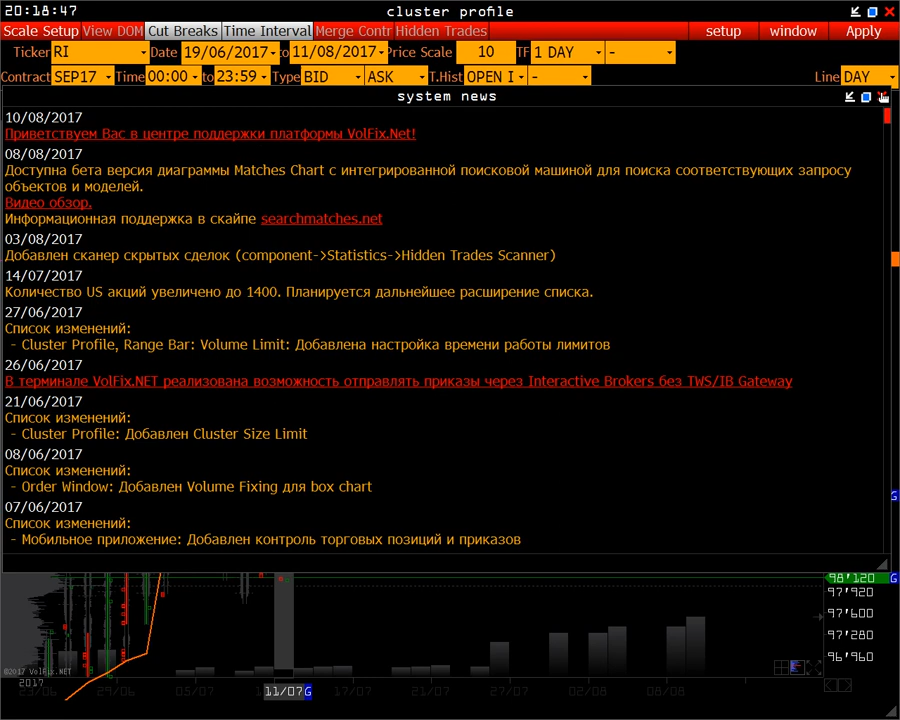 20:18:47 cluster profile
Scale Setup View DOM Cut Breaks Time Interval Merge Contr Hidden Trades setup window Apply
Ticker RI Date 19/06/2017 to 11/08/2017 Price Scale 10 TF 1 DAY -
Contract SEP17 Time 00:00 to 23:59 Type BID ASK T.Hist OPEN I - Line DAY
system news
10/08/2017
Приветствуем Вас в центре поддержки платформы VolFix.Net!
08/08/2017
Доступна бета версия диаграммы Matches Chart с интегрированной поисковой машиной для поиска соответствующих запросу
объектов и моделей.
Видео обзор.
Информационная поддержка в скайпе searchmatches.net
03/08/2017
Добавлен сканер скрытых сделок (component->Statistics->Hidden Trades Scanner)
14/07/2017
Количество US акций увеличено до 1400. Планируется дальнейшее расширение списка.
27/06/2017
Список изменений:
- Cluster Profile, Range Bar: Volume Limit: Добавлена настройка времени работы лимитов
26/06/2017
В терминале VolFix.NET реализована возможность отправлять приказы через Interactive Brokers без TWS/IB Gateway
21/06/2017
Список изменений:
- Cluster Profile: Добавлен Cluster Size Limit
08/06/2017
Список изменений:
- Order Window: Добавлен Volume Fixing для box chart
07/06/2017
Список изменений:
- Мобильное приложение: Добавлен контроль торговых позиций и приказов
G
98'120 G
97'920
97'600
97'280
96'960
©2017 VolFix.NET
2017
23/06 29/06 05/07 11/07 G 17/07 21/07 27/07 02/08 08/08